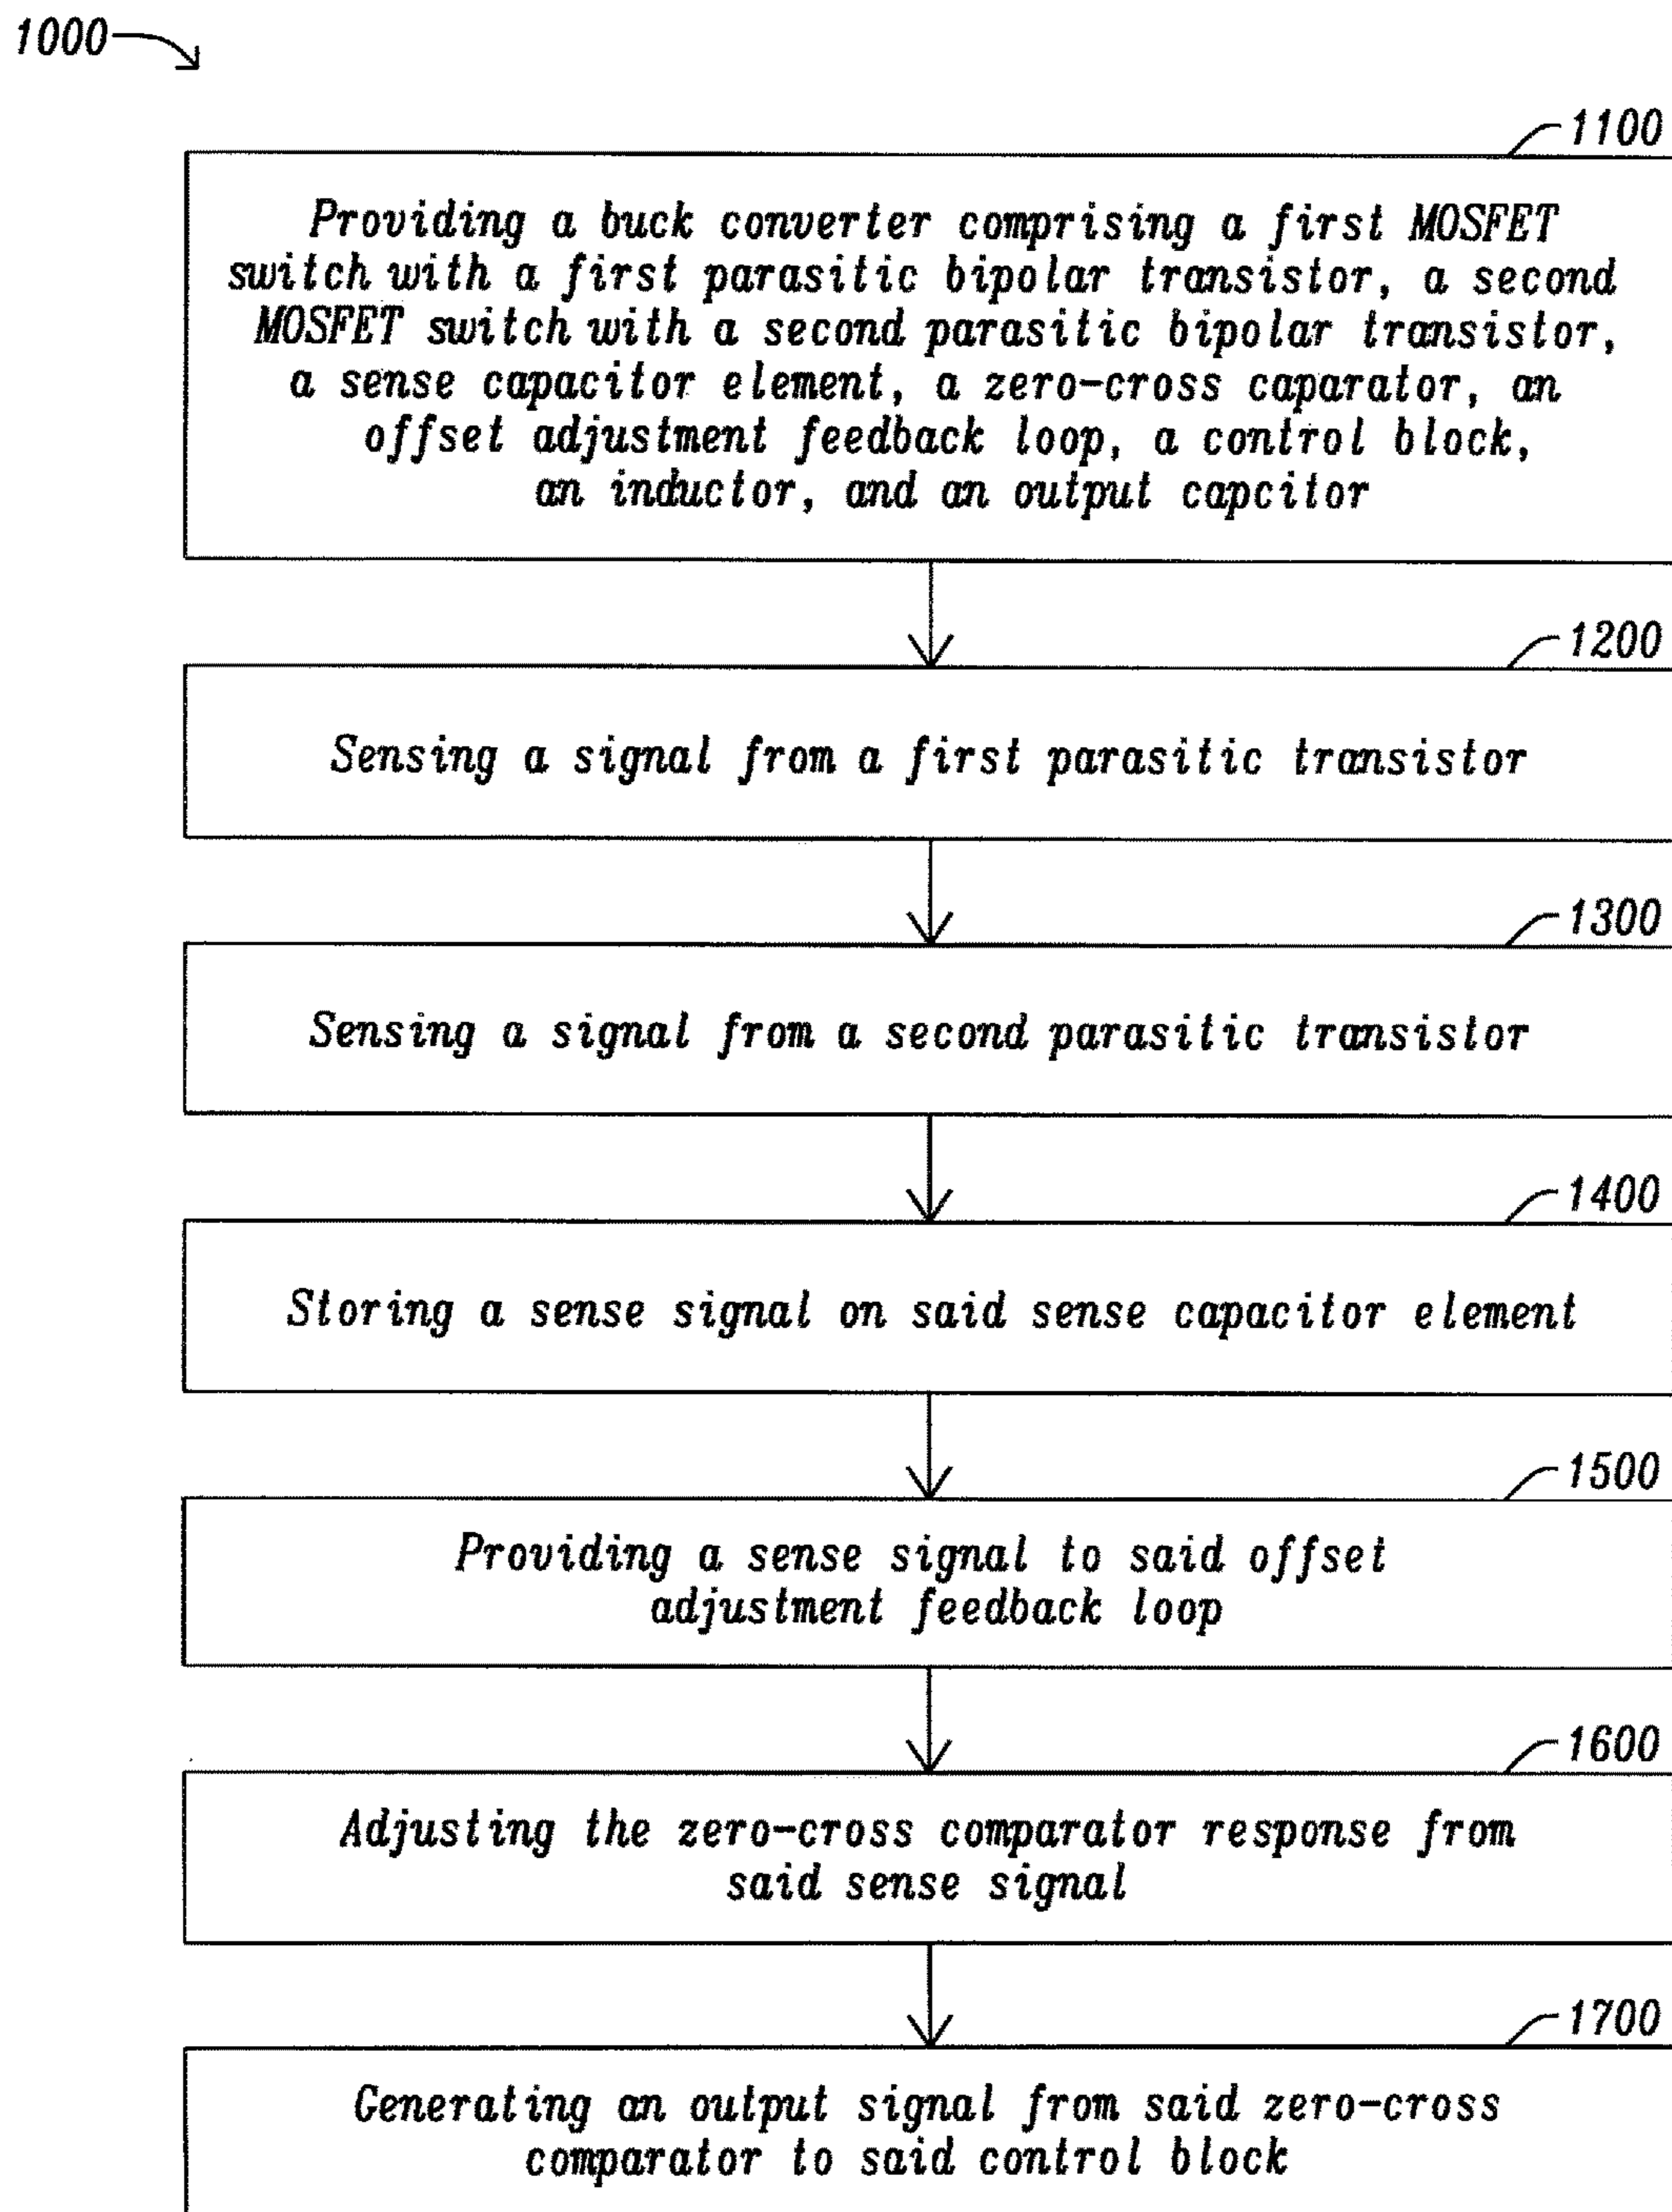 1000
1100
Providing a buck converter comprising a first MOSFET
switch with a first parasitic bipolar transistor, a second
MOSFET switch with a second parasitic bipolar transistor,
a sense capacitor element, a zero-cross caparator, an
offset adjustment feedback loop, a control block,
an inductor, and an output capcitor
1200
Sensing a signal from a first parasitic transistor
1300
Sensing a signal from a second parasitic transistor
1400
Storing a sense signal on said sense capacitor element
1500
Providing a sense signal to said offset
adjustment feedback loop
1600
Adjusting the zero-cross comparator response from
said sense signal
1700
Generating an output signal from said zero-cross
comparator to said control block